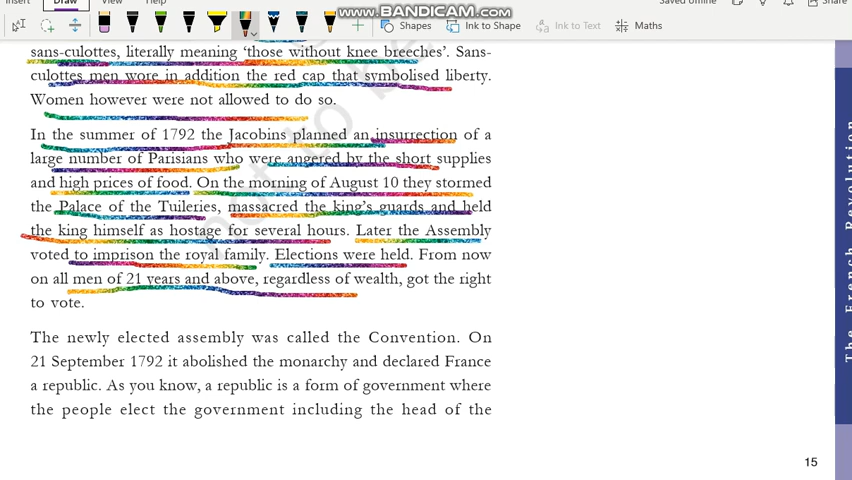 Insert
Draw
View
Help
www.BANDICAM.com
Saved offline
Shapes
Ink to Shape
Ink to Text
Maths
sans-culottes, literally meaning ‘those without knee breeches’. Sans-
culottes men wore in addition the red cap that symbolised liberty.
Women however were not allowed to do so.
In the summer of 1792 the Jacobins planned an insurrection of a
large number of Parisians who were angered by the short supplies
and high prices of food. On the morning of August 10 they stormed
the Palace of the Tuileries, massacred the king’s guards and held
the king himself as hostage for several hours. Later the Assembly
voted to imprison the royal family. Elections were held. From now
on all men of 21 years and above, regardless of wealth, got the right
to vote.
The newly elected assembly was called the Convention. On
21 September 1792 it abolished the monarchy and declared France
a republic. As you know, a republic is a form of government where
the people elect the government including the head of the
The French Revolution
15